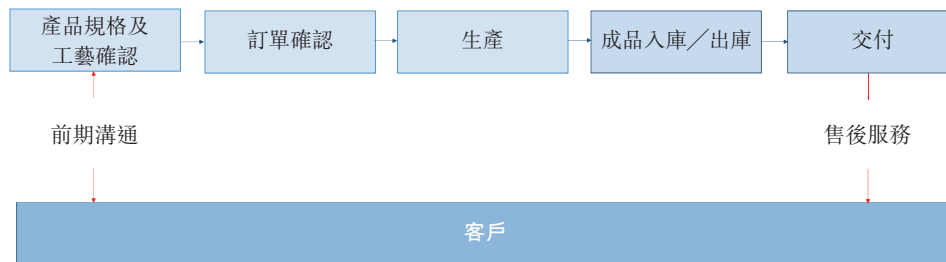 產品規格及
工藝確認
訂單確認
生產
成品入庫／出庫
交付
前期溝通
售後服務
客戶